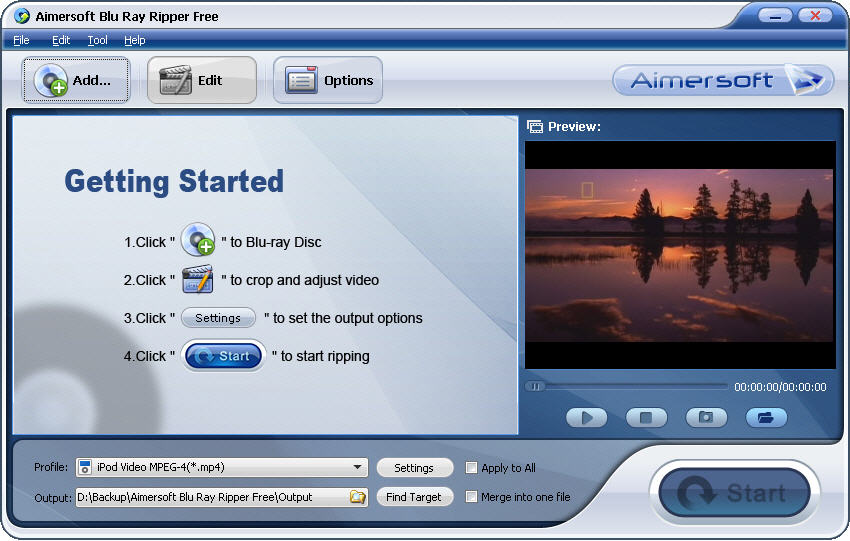 Aimersoft Blu Ray Ripper Free
File Edit Tool Help
Add... Edit Options Aimersoft
Preview:
Getting Started
1.Click " " to Blu-ray Disc
2.Click " " to crop and adjust video
3.Click " Settings " to set the output options
4.Click " Start " to start ripping
00:00:00/00:00:00
Profile: iPod Video MPEG-4(*.mp4) Settings Apply to All
Output: D:\Backup\Aimersoft Blu Ray Ripper Free\Output Find Target Merge into one file
Start